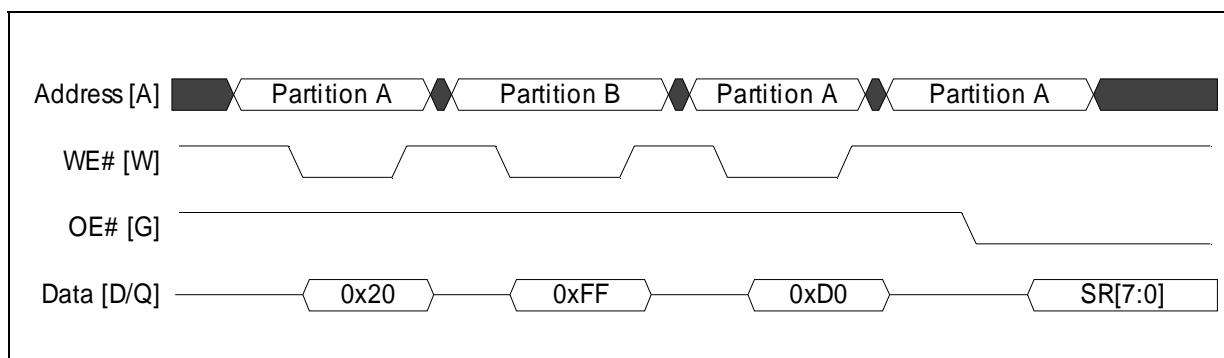 Address [A] Partition A Partition B Partition A Partition A
WE# [W]
OE# [G]
Data [D/Q] 0x20 0xFF 0xD0 SR[7:0]